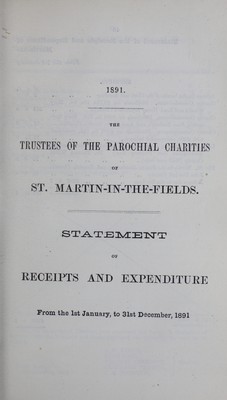 1891.
THE
TRUSTEES OF THE PAROCHIAL CHARITIES
OF
ST. MARTIN-IN-THE-FIELDS.
STATEMENT
ON
RECEIPTS AND EXPENDITURE
From the 1st January, to 31st December, 1891